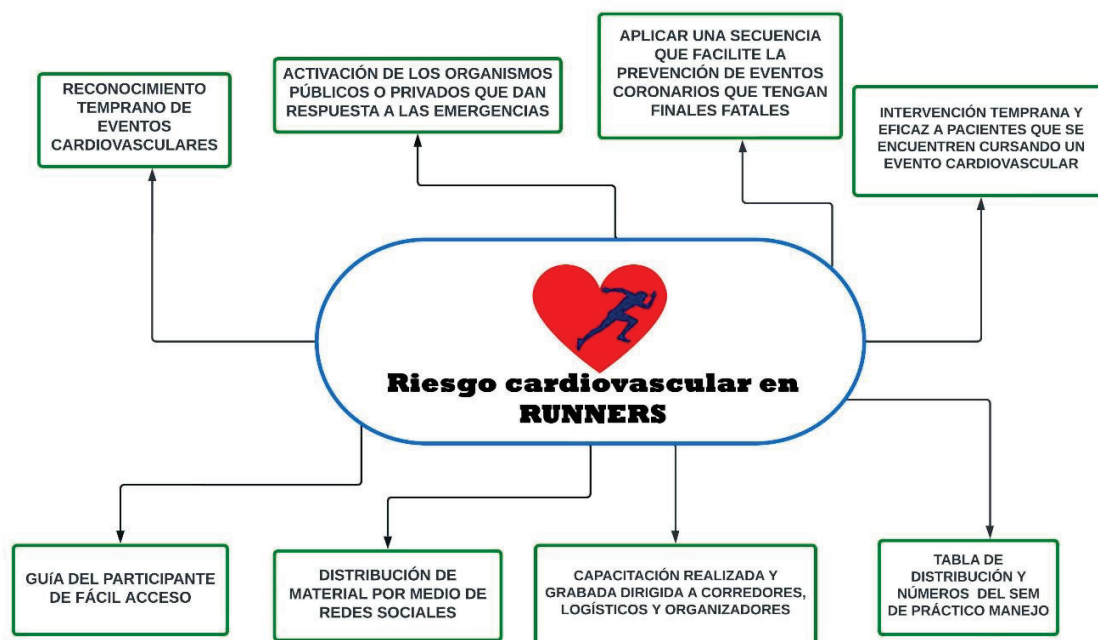 RECONOCIMIENTO
TEMPRANO DE
EVENTOS
CARDIOVASCULARES
ACTIVACIÓN DE LOS ORGANISMOS
PÚBLICOS O PRIVADOS QUE DAN
RESPUESTA A LAS EMERGENCIAS
APLICAR UNA SECUENCIA
QUE FACILITE LA
PREVENCIÓN DE EVENTOS
CORONARIOS QUE TENGAN
FINALES FATALES
INTERVENCIÓN TEMPRANA Y
EFICAZ A PACIENTES QUE SE
ENCUENTREN CURSANDO UN
EVENTO CARDIOVASCULAR
Riesgo cardiovascular en
RUNNERS
GUíA DEL PARTICIPANTE
DE FÁCIL ACCESO
DISTRIBUCIÓN DE
MATERIAL POR MEDIO DE
REDES SOCIALES
CAPACITACIÓN REALIZADA Y
GRABADA DIRIGIDA A CORREDORES,
LOGÍSTICOS Y ORGANIZADORES
TABLA DE
DISTRIBUCIÓN Y
NÚMEROS DEL SEM
DE PRÁCTICO MANEJO